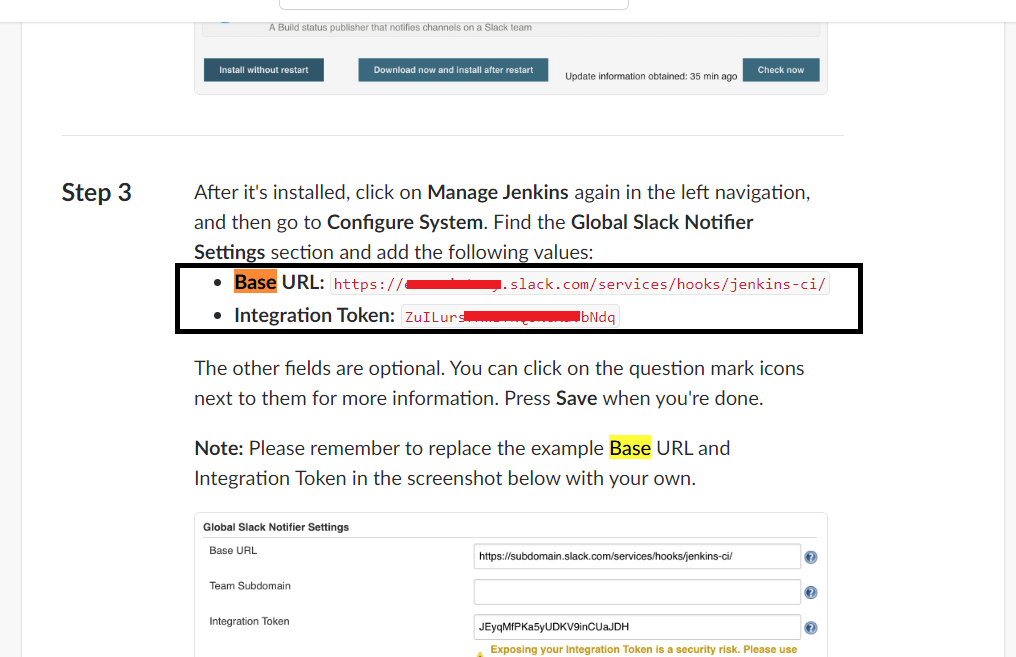 A Build status publisher that notifies channels on a Slack team
Install without restart
Download now and install after restart
Update information obtained: 35 min ago
Check now
Step 3
After it's installed, click on Manage Jenkins again in the left navigation,
and then go to Configure System. Find the Global Slack Notifier
Settings section and add the following values:
• Base URL: https:// .slack.com/services/hooks/jenkins-ci/
• Integration Token: ZuILurs bNdq
The other fields are optional. You can click on the question mark icons
next to them for more information. Press Save when you're done.
Note: Please remember to replace the example Base URL and
Integration Token in the screenshot below with your own.
Global Slack Notifier Settings
Base URL
https://subdomain.slack.com/services/hooks/jenkins-ci/
Team Subdomain
Integration Token
JEyqMfPKa5yUDKV9inCUaJDH
Exposing your Integration Token is a security risk. Please use